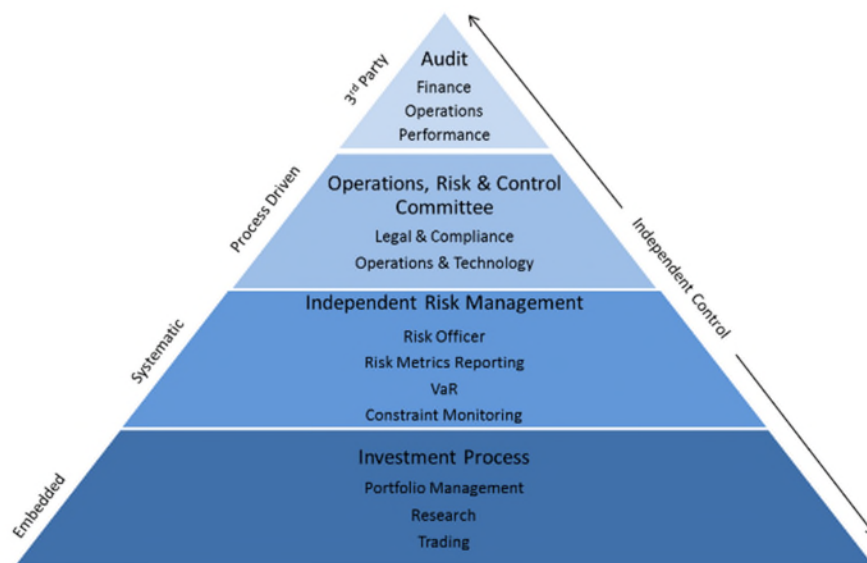 3rd Party
Audit
Finance
Operations
Performance
Process Driven
Operations, Risk & Control
Committee
Legal & Compliance
Operations & Technology
Independent Control
Systematic
Independent Risk Management
Risk Officer
Risk Metrics Reporting
VaR
Constraint Monitoring
Embedded
Investment Process
Portfolio Management
Research
Trading